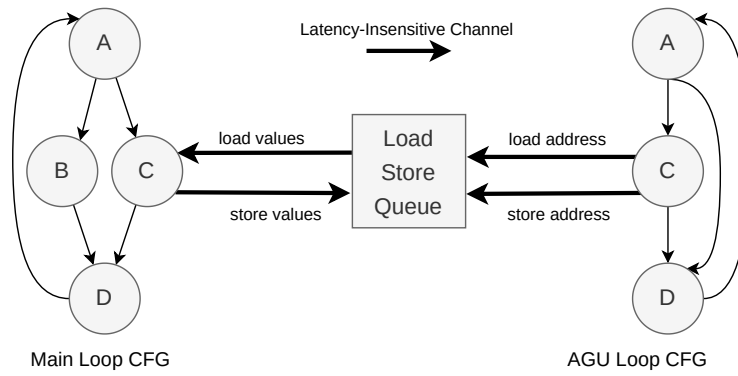 Latency-Insensitive Channel
A
A
B
C
load values
store values
Load
Store
Queue
load address
store address
C
D
D
Main Loop CFG
AGU Loop CFG